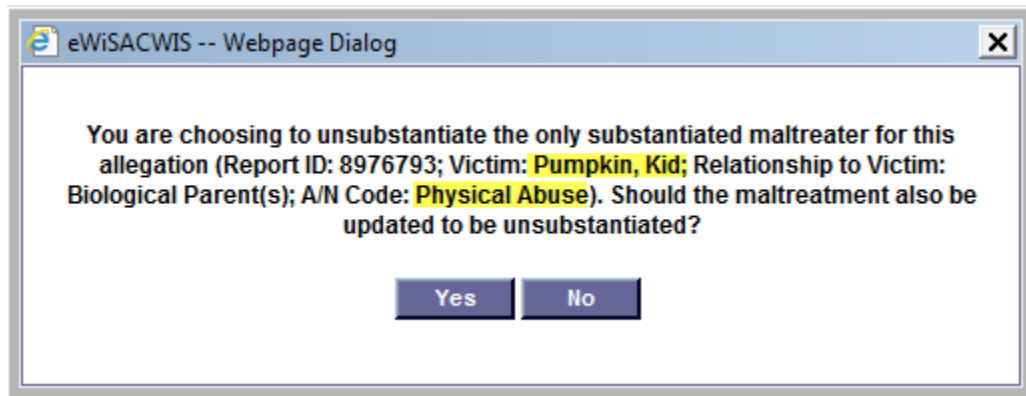 eWiSACWIS -- Webpage Dialog
You are choosing to unsubstantiate the only substantiated maltreater for this
allegation (Report ID: 8976793; Victim: Pumpkin, Kid; Relationship to Victim:
Biological Parent(s); A/N Code: Physical Abuse). Should the maltreatment also be
updated to be unsubstantiated?
Yes No